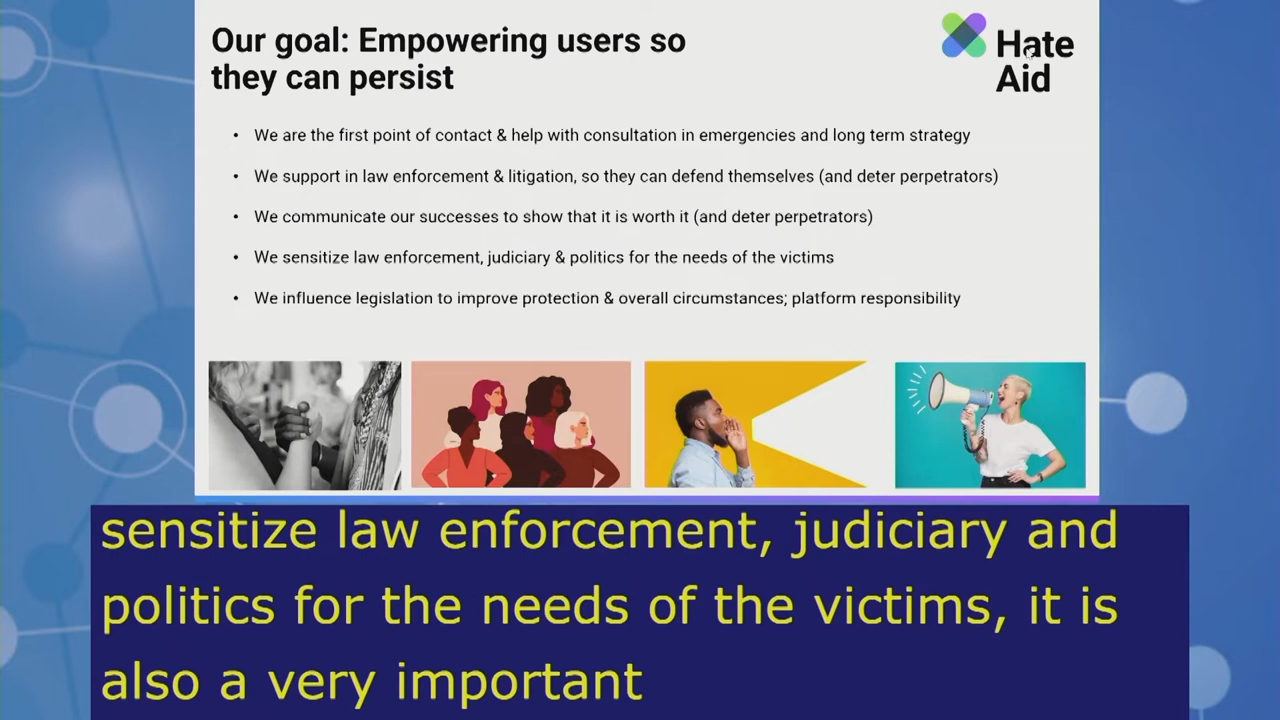 Our goal: Empowering users so
they can persist
Hate
Aid
• We are the first point of contact & help with consultation in emergencies and long term strategy
• We support in law enforcement & litigation, so they can defend themselves (and deter perpetrators)
• We communicate our successes to show that it is worth it (and deter perpetrators)
• We sensitize law enforcement, judiciary & politics for the needs of the victims
• We influence legislation to improve protection & overall circumstances; platform responsibility
sensitize law enforcement, judiciary and
politics for the needs of the victims, it is
also a very important